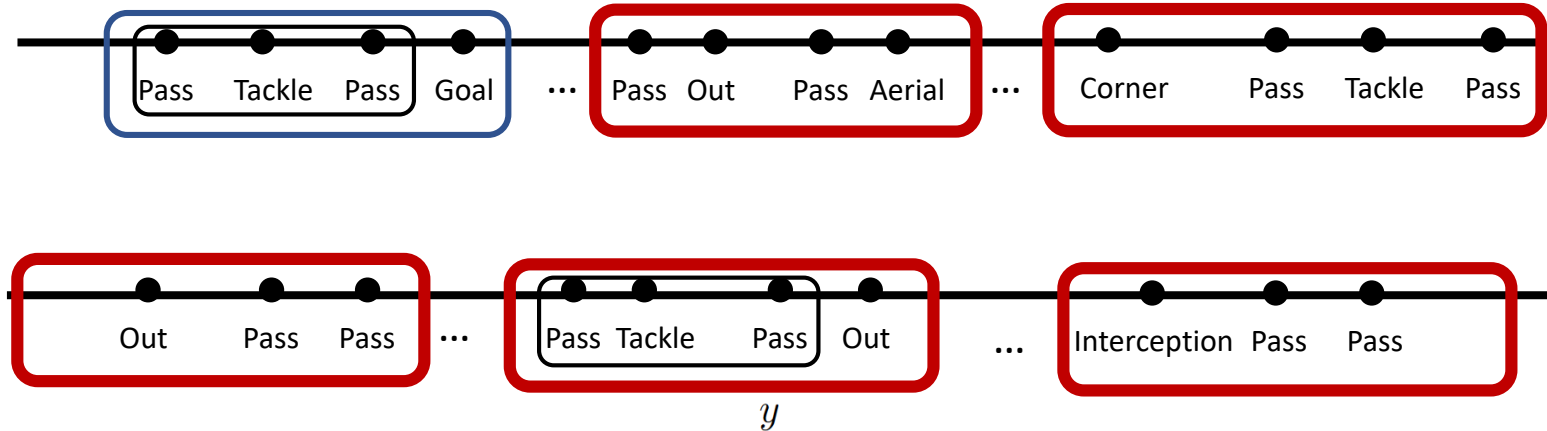 Pass Tackle Pass Goal ... Pass Out Pass Aerial ... Corner Pass Tackle Pass
Out Pass Pass ... Pass Tackle Pass Out ... Interception Pass Pass
y